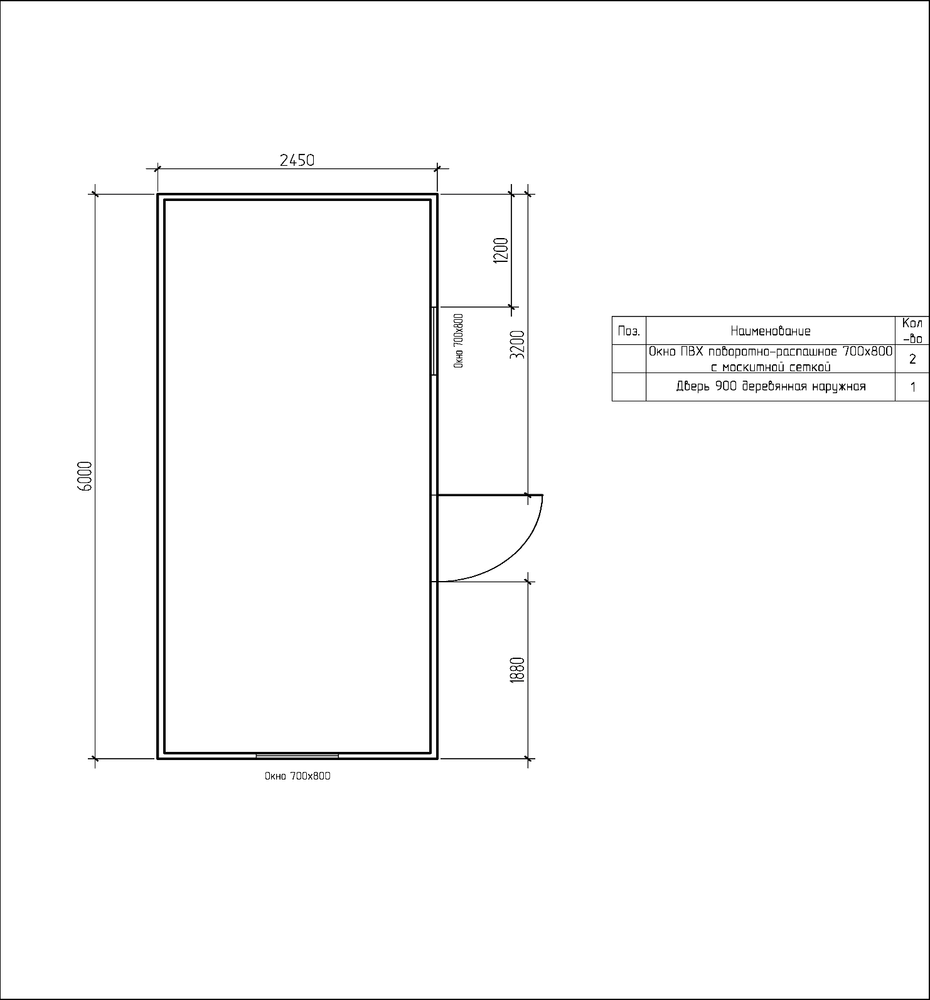 2450
1200
Поз.
Наименование
Кол
-во
Окно 700х800
3200
Окно ПВХ поворотно-распашное 700х800
с москитной сеткой
2
Дверь 900 деревянная наружная
1
6000
1880
Окно 700х800